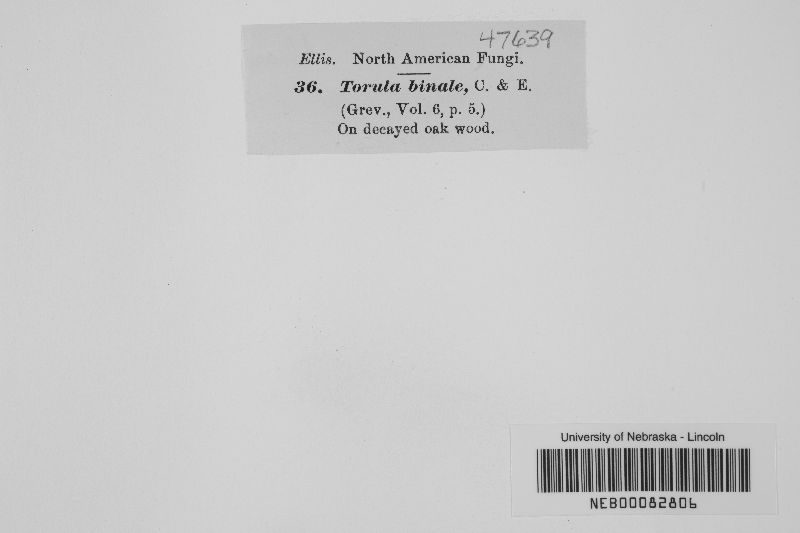 47639
Ellis. North American Fungi.
36. Torula binale, C. & E.
(Grev., Vol. 6, p. 5.)
On decayed oak wood.
University of Nebraska - Lincoln
NEB00082806